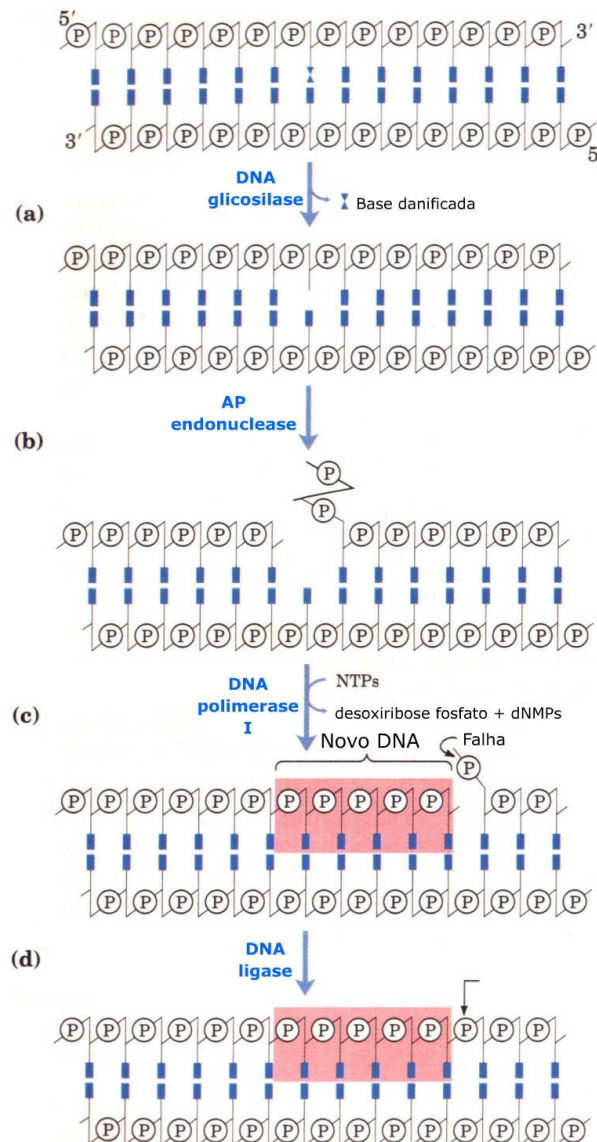 5′
P P P P P P P P P P P P P P 3′
3′ P P P P P P P P P P P P P P
5
DNA
glicosilase
Base danificada
(a)
P P P P P P P P P P P P P P
P P P P P P P P P P P P P P
AP
endonuclease
(b)
P
P
P P P P P P P P P P P P
P P P P P P P P P P P P P P
DNA
polimerase
I
NTPs
desoxiribose fosfato + dNMPs
(c)
Novo DNA
Falha
P
P P P P P P P P P P P P P
P P P P P P P P P P P P P P
DNA
ligase
(d)
P P P P P P P P P P P P P P
P P P P P P P P P P P P P P